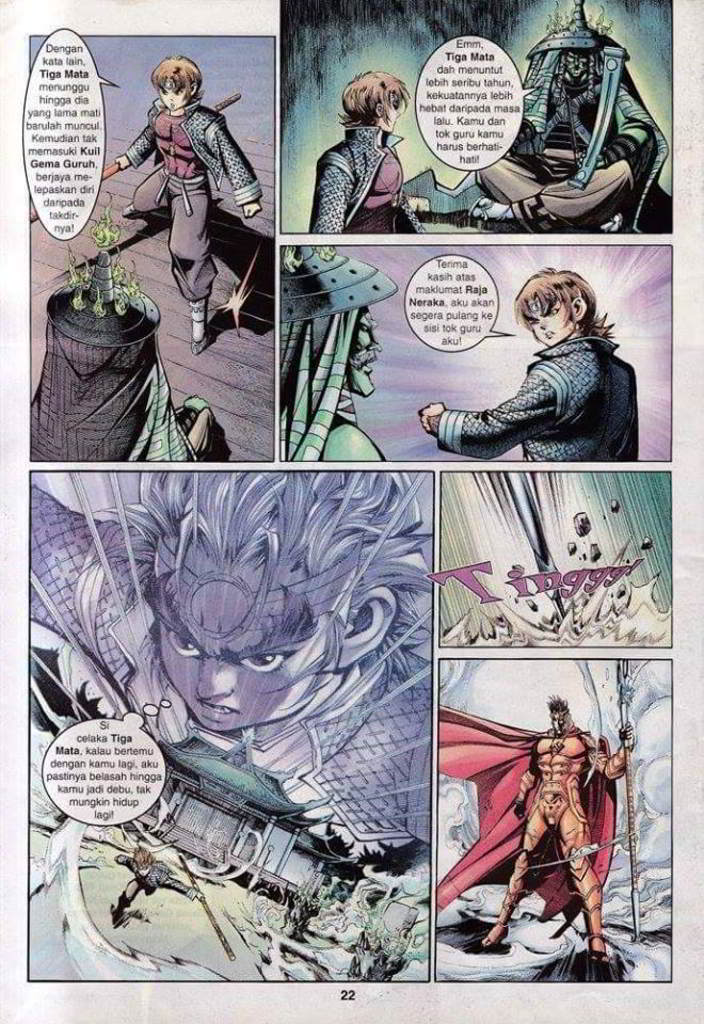 Dengan
kata lain,
Tiga Mata
menunggu
hingga dia
yang lama mati
barulah muncul.
Kemudian tak
memasuki Kuil
Gema Guruh,
berjaya me-
lepaskan diri
takdir-
nya!
Emm,
Tiga Mata
dah menuntut
lebih seribu tahun,
kekuatannya lebih
hebat daripada masa
lalu. Kamu dan
tok guru kamu
harus berhati-
hati!
Terima
kasih atas
maklumat Raja
Neraka, aku akan
segera pulang ke
sisi tok guru
aku!
Si
celaka Tiga
Mata, kalau bertemu
dengan kamu lagi, aku
pastinya belasah hingga
kamu jadi debu, tak
mungkin hidup
lagi!
Tinggg!
22